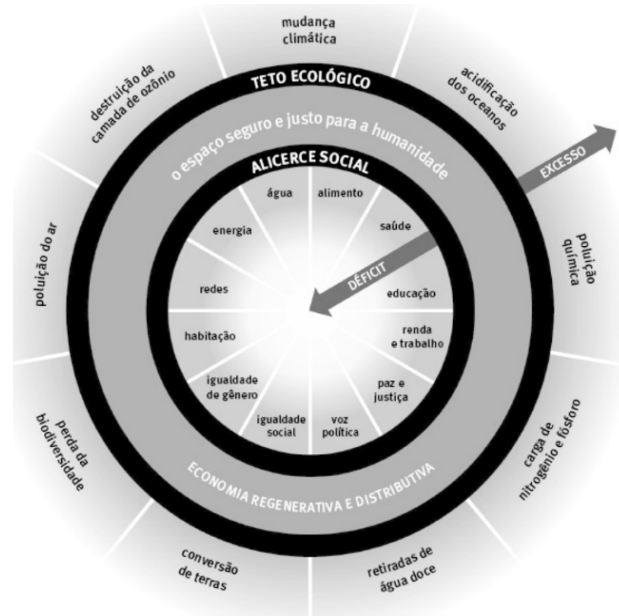 mudança
climática
acidificação
dos oceanos
poluição
química
carga de
nitrogênio e fósforo
retiradas de
água doce
conversão
de terras
perda da
biodiversidade
poluição do ar
destruição da
camada de ozônio
TETO ECOLÓGICO
o espaço seguro e justo para a humanidade
ALICERCE SOCIAL
EXCESSO
DÉFICIT
água
alimento
saúde
educação
renda
e trabalho
paz e
justiça
voz
política
igualdade
social
igualdade
de gênero
habitação
redes
energia
ECONOMIA REGENERATIVA E DISTRIBUTIVA